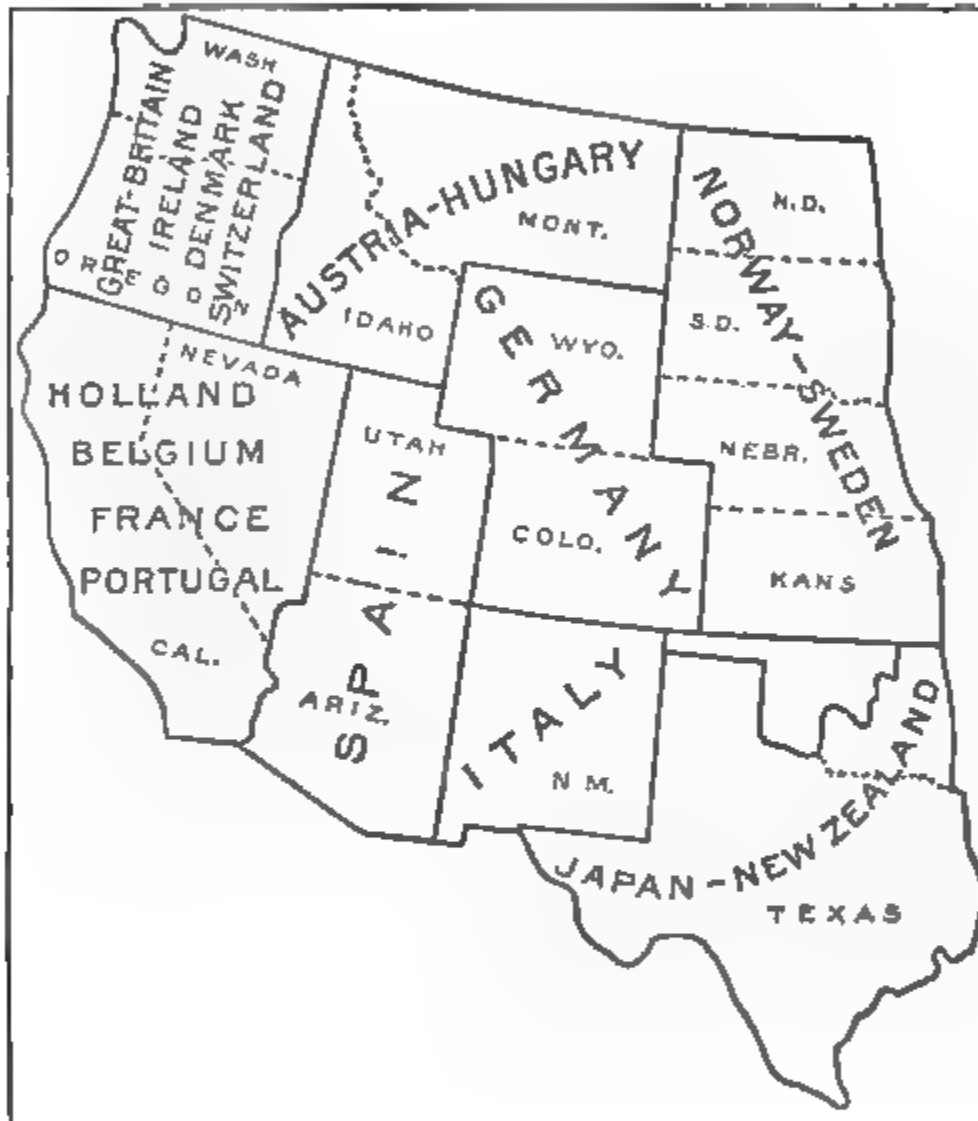 WASH
GREAT-BRITAIN
IRELAND
DENMARK
SWITZERLAND
OREGON
AUSTRIA-HUNGARY
MONT.
IDAHO
NORWAY-SWEDEN
N.D.
S.D.
NEBR.
KANS
GERMANY
WYO.
COLO.
NEVADA
HOLLAND
BELGIUM
FRANCE
PORTUGAL
CAL.
UTAH
SPAIN
ARIZ.
ITALY
N M.
JAPAN-NEW ZEALAND
TEXAS